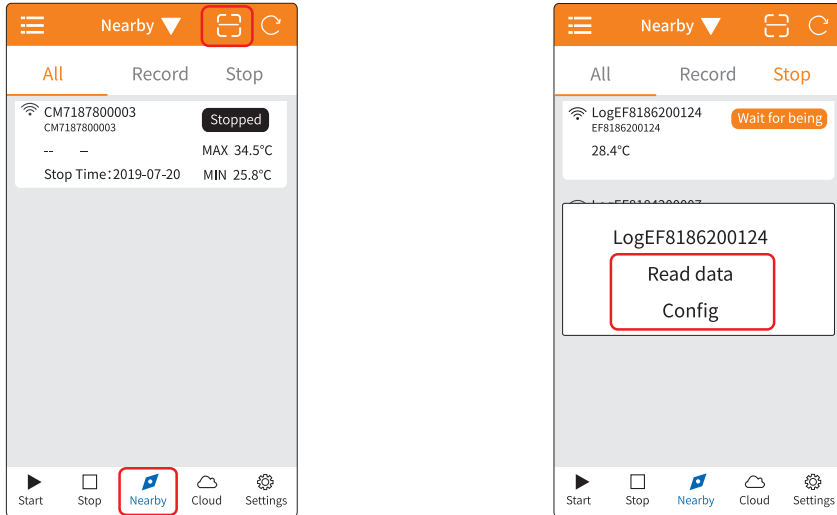 Nearby
All Record Stop
CM7187800003
CM7187800003
Stopped
-- – MAX 34.5°C
Stop Time:2019-07-20 MIN 25.8°C
Start Stop Nearby Cloud Settings
Nearby
All Record Stop
LogEF8186200124
EF8186200124
Wait for being
28.4°C
LogEF8186200124
Read data
Config
Start Stop Nearby Cloud Settings